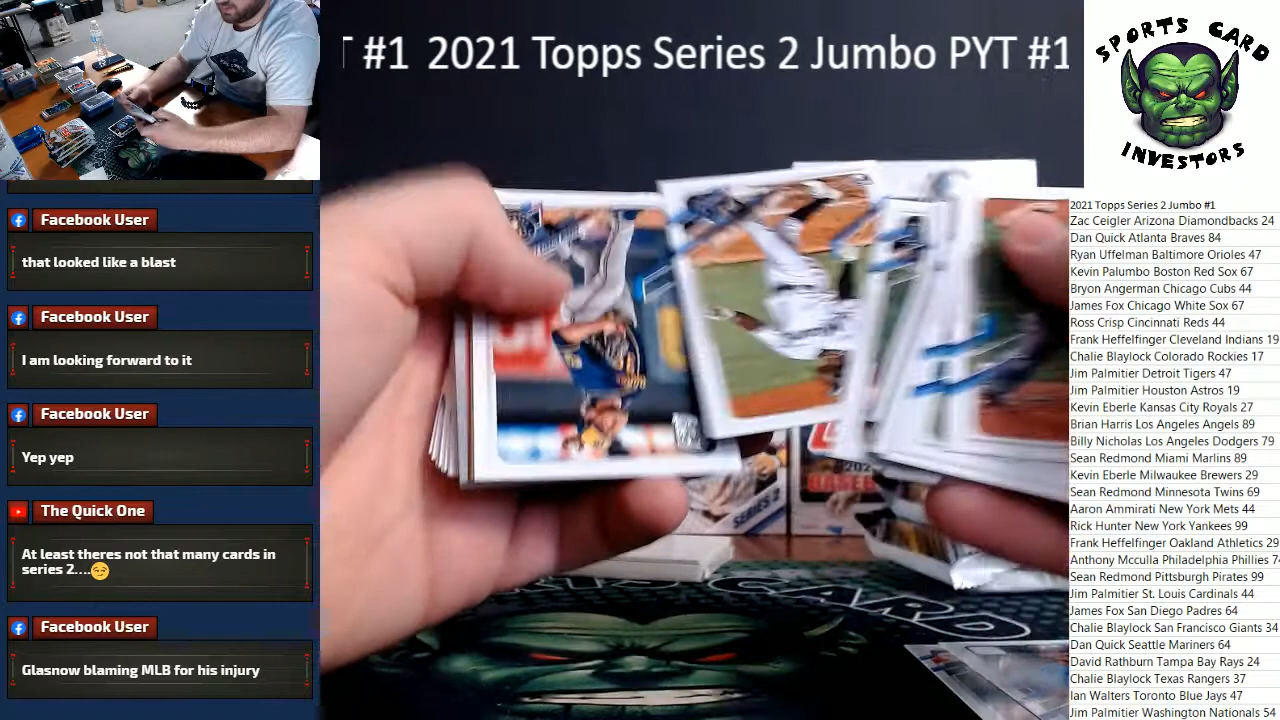 T #1 2021 Topps Series 2 Jumbo PYT #1
SPORTS CARD
INVESTORS
Facebook User
that looked like a blast
Facebook User
I am looking forward to it
Facebook User
Yep yep
The Quick One
At least theres not that many cards in
series 2....😏
Facebook User
Glasnow blaming MLB for his injury
2021 Topps Series 2 Jumbo #1
Zac Ceigler Arizona Diamondbacks 24
Dan Quick Atlanta Braves 84
Ryan Uffelman Baltimore Orioles 47
Kevin Palumbo Boston Red Sox 67
Bryon Angerman Chicago Cubs 44
James Fox Chicago White Sox 67
Ross Crisp Cincinnati Reds 44
Frank Heffelfinger Cleveland Indians 19
Chalie Blaylock Colorado Rockies 17
Jim Palmitier Detroit Tigers 47
Jim Palmitier Houston Astros 19
Kevin Eberle Kansas City Royals 27
Brian Harris Los Angeles Angels 89
Billy Nicholas Los Angeles Dodgers 79
Sean Redmond Miami Marlins 89
Kevin Eberle Milwaukee Brewers 29
Sean Redmond Minnesota Twins 69
Aaron Ammirati New York Mets 44
Rick Hunter New York Yankees 99
Frank Heffelfinger Oakland Athletics 29
Anthony Mcculla Philadelphia Phillies 74
Sean Redmond Pittsburgh Pirates 99
Jim Palmitier St. Louis Cardinals 44
James Fox San Diego Padres 64
Chalie Blaylock San Francisco Giants 34
Dan Quick Seattle Mariners 64
David Rathburn Tampa Bay Rays 24
Chalie Blaylock Texas Rangers 37
Ian Walters Toronto Blue Jays 47
Jim Palmitier Washington Nationals 54
SERIES 2
CARD